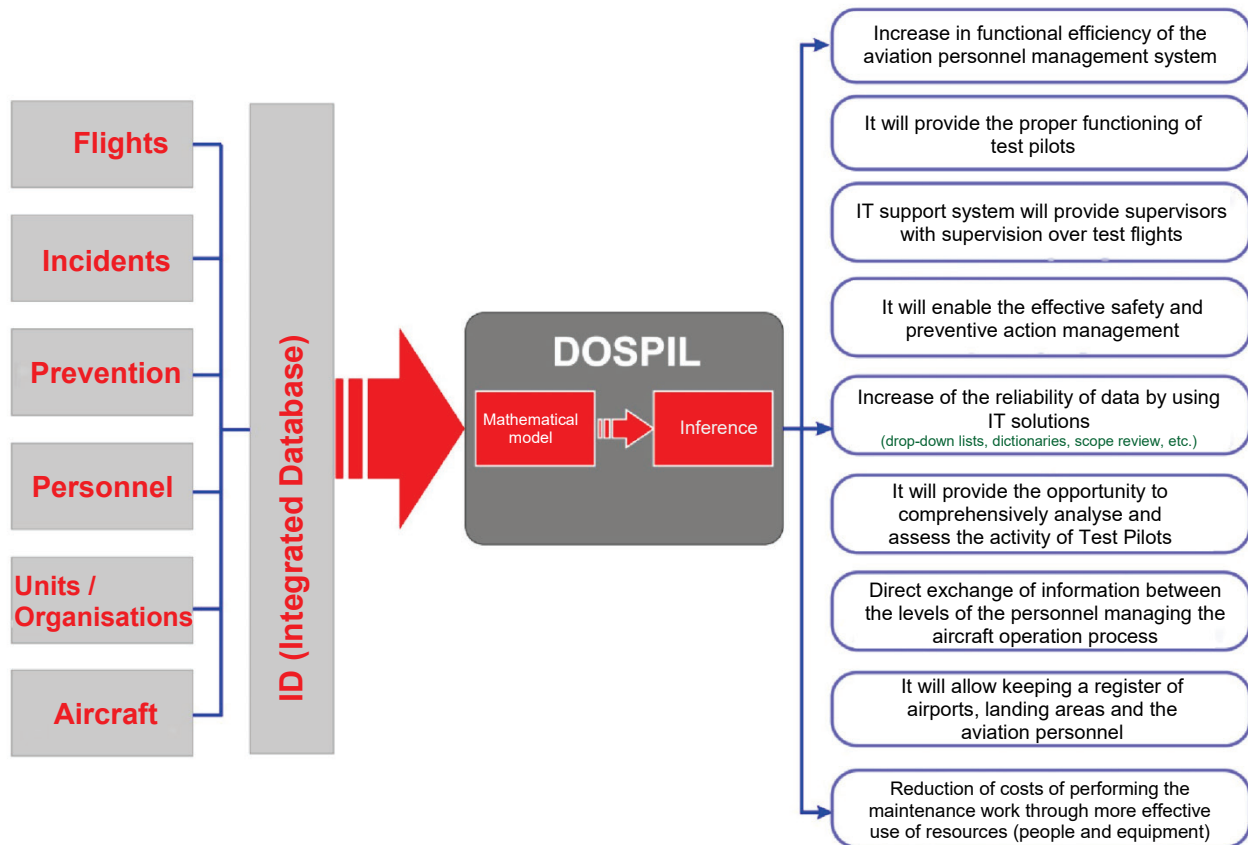 Flights
Incidents
Prevention
Personnel
Units /
Organisations
Aircraft
ID (Integrated Database)
DOSPIL
Mathematical
model
Inference
Increase in functional efficiency of the
aviation personnel management system
It will provide the proper functioning of
test pilots
IT support system will provide supervisors
with supervision over test flights
It will enable the effective safety and
preventive action management
Increase of the reliability of data by using
IT solutions
(drop-down lists, dictionaries, scope review, etc.)
It will provide the opportunity to
comprehensively analyse and
assess the activity of Test Pilots
Direct exchange of information between
the levels of the personnel managing the
aircraft operation process
It will allow keeping a register of
airports, landing areas and the
aviation personnel
Reduction of costs of performing the
maintenance work through more effective
use of resources (people and equipment)